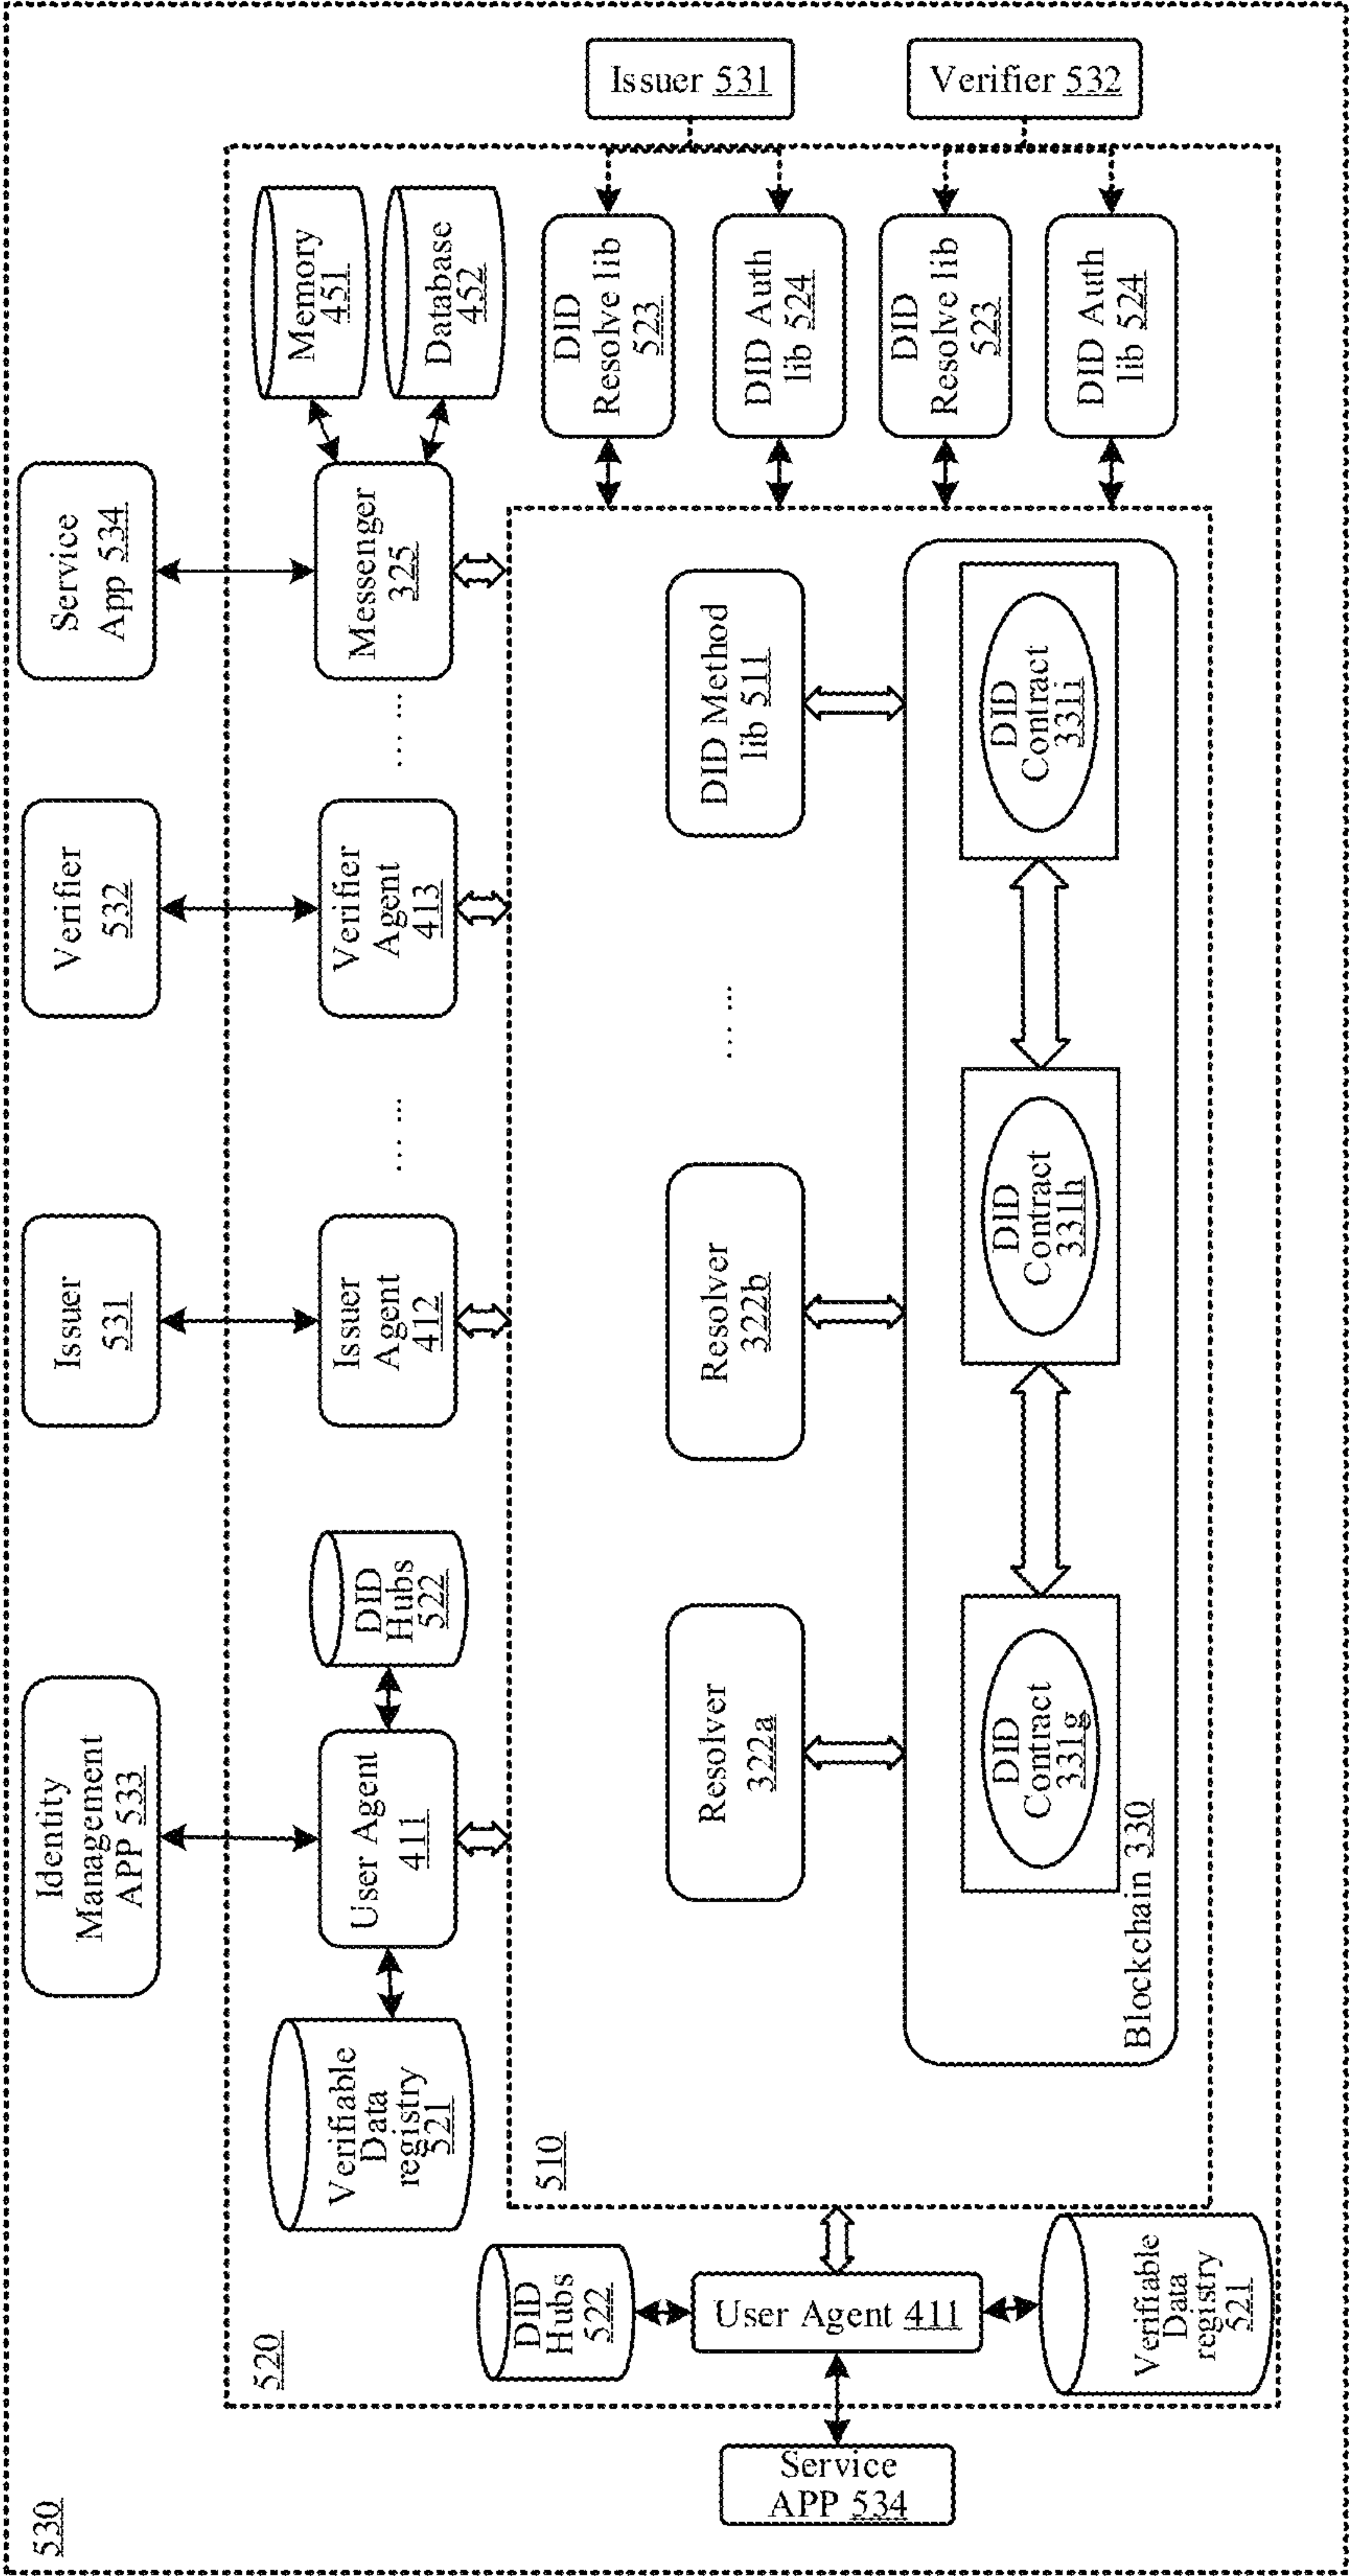 530
Identity
Management
APP 533
Issuer
531
Verifier
532
Service
App 534
520
Verifiable
Data
registry
521
User Agent
411
DID
Hubs
522
Issuer
Agent
412
... ...
Verifier
Agent
413
... ...
Messenger
325
Memory
451
Database
452
Service
APP 534
DID
Hubs
522
User Agent 411
Verifiable
Data
registry
521
510
Resolver
322a
Resolver
322b
... ...
DID Method
lib 511
DID
Contract
331g
DID
Contract
331h
DID
Contract
331i
Blockchain 330
DID
Resolve lib
523
DID Auth
lib 524
DID
Resolve lib
523
DID Auth
lib 524
Issuer 531
Verifier 532